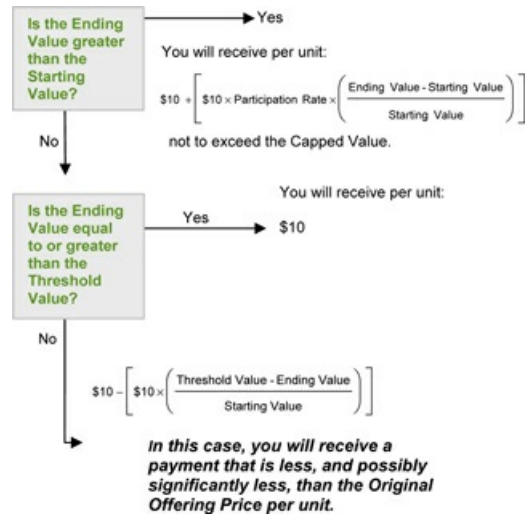 Is the Ending
Value greater
than the
Starting
Value?
Yes
You will receive per unit:
$10 + [ $10 × Participation Rate × ( Ending Value - Starting Value
Starting Value ) ]
not to exceed the Capped Value.
No
Is the Ending
Value equal
to or greater
than the
Threshold
Value?
Yes
You will receive per unit:
$10
No
$10 – [ $10 × ( Threshold Value - Ending Value
Starting Value ) ]
In this case, you will receive a
payment that is less, and possibly
significantly less, than the Original
Offering Price per unit.